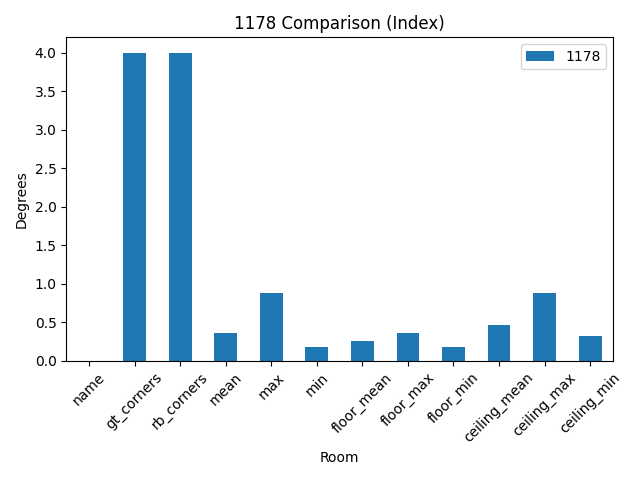 1178 Comparison (Index)
1178
Degrees
4.0
3.5
3.0
2.5
2.0
1.5
1.0
0.5
0.0
name
gt_corners
rb_corners
mean
max
min
floor_mean
floor_max
floor_min
ceiling_mean
ceiling_max
ceiling_min
Room